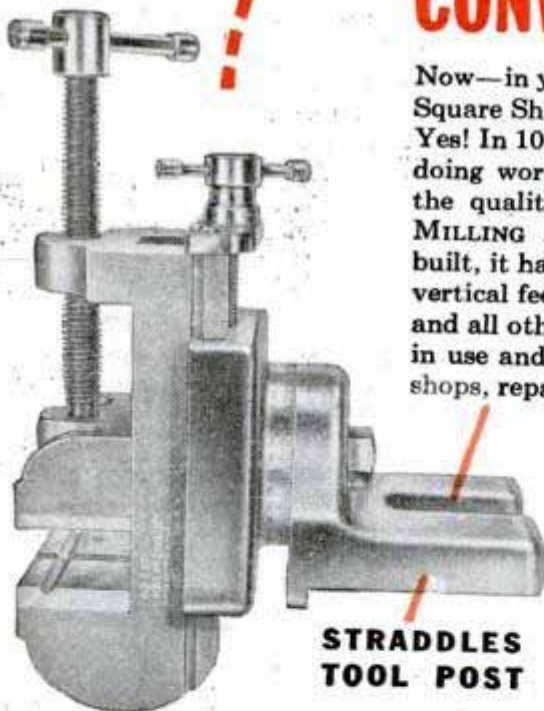 CONV
Now—in y
Square Sh
Yes! In 10
doing wor
the qualit
MILLING
built, it ha
vertical fee
and all oth
in use and
shops, repa
STRADDLES
TOOL POST